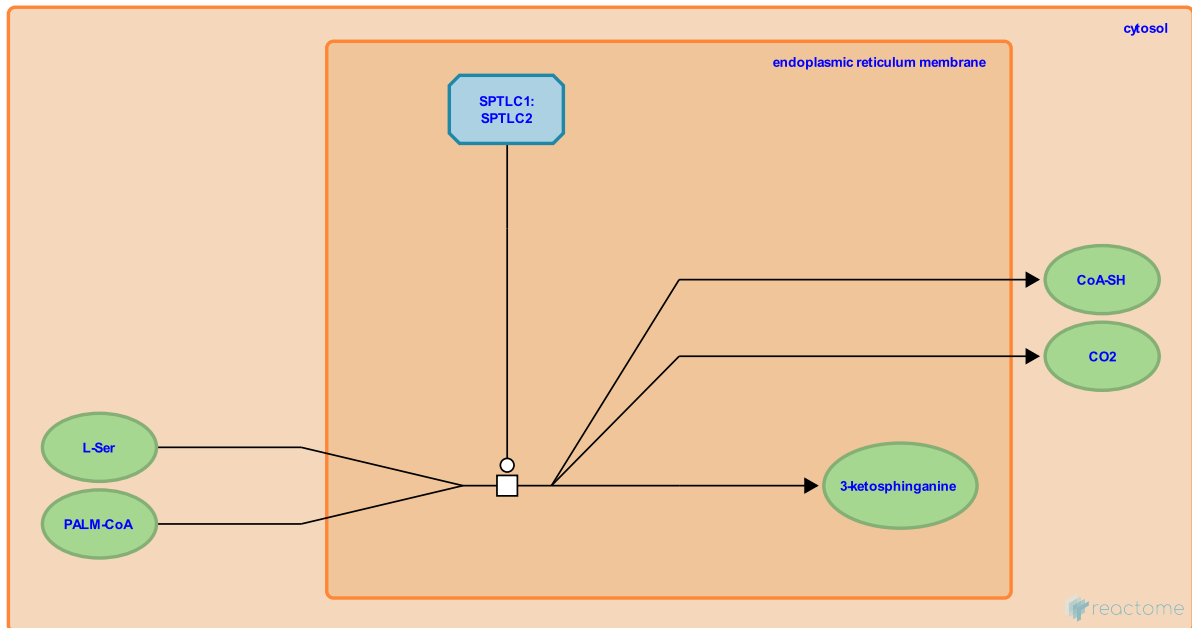 cytosol
endoplasmic reticulum membrane
SPTLC1:
SPTLC2
CoA-SH
CO2
L-Ser
3-ketosphinganine
PALM-CoA
reactome